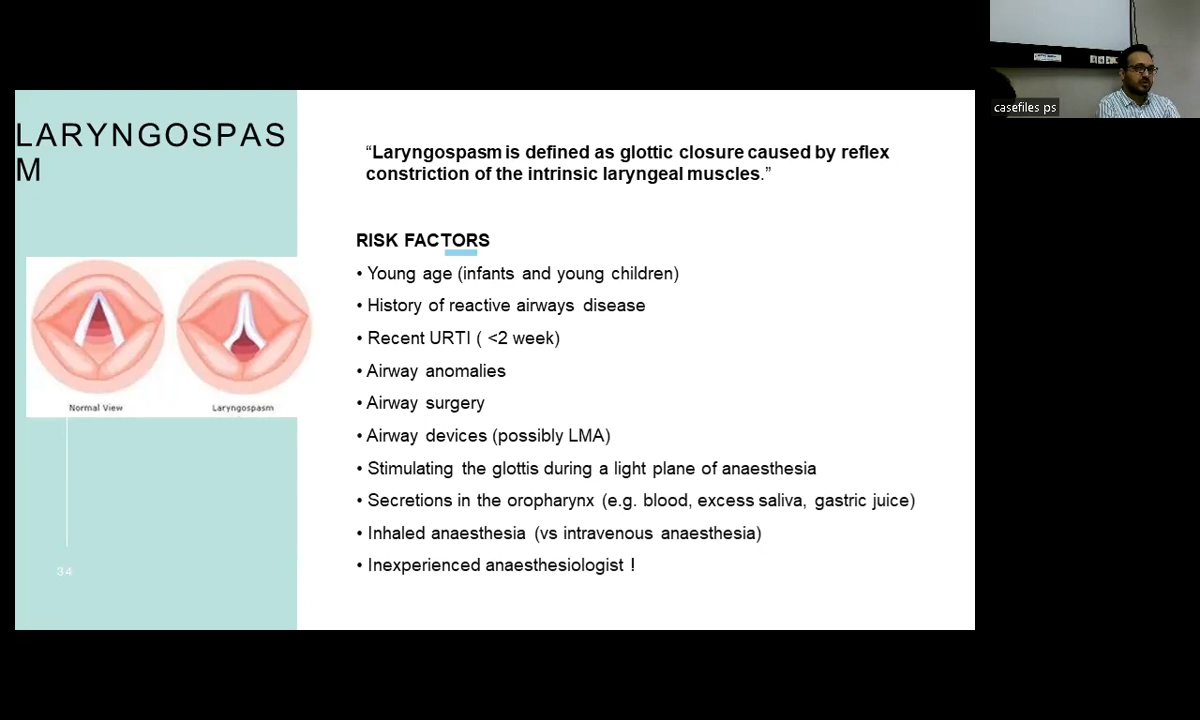 LARYNGOSPAS
M
“Laryngospasm is defined as glottic closure caused by reflex
constriction of the intrinsic laryngeal muscles.”
RISK FACTORS
• Young age (infants and young children)
• History of reactive airways disease
• Recent URTI ( <2 week)
• Airway anomalies
• Airway surgery
• Airway devices (possibly LMA)
• Stimulating the glottis during a light plane of anaesthesia
• Secretions in the oropharynx (e.g. blood, excess saliva, gastric juice)
• Inhaled anaesthesia (vs intravenous anaesthesia)
• Inexperienced anaesthesiologist !
Normal View
Laryngospasm
34
casefiles ps